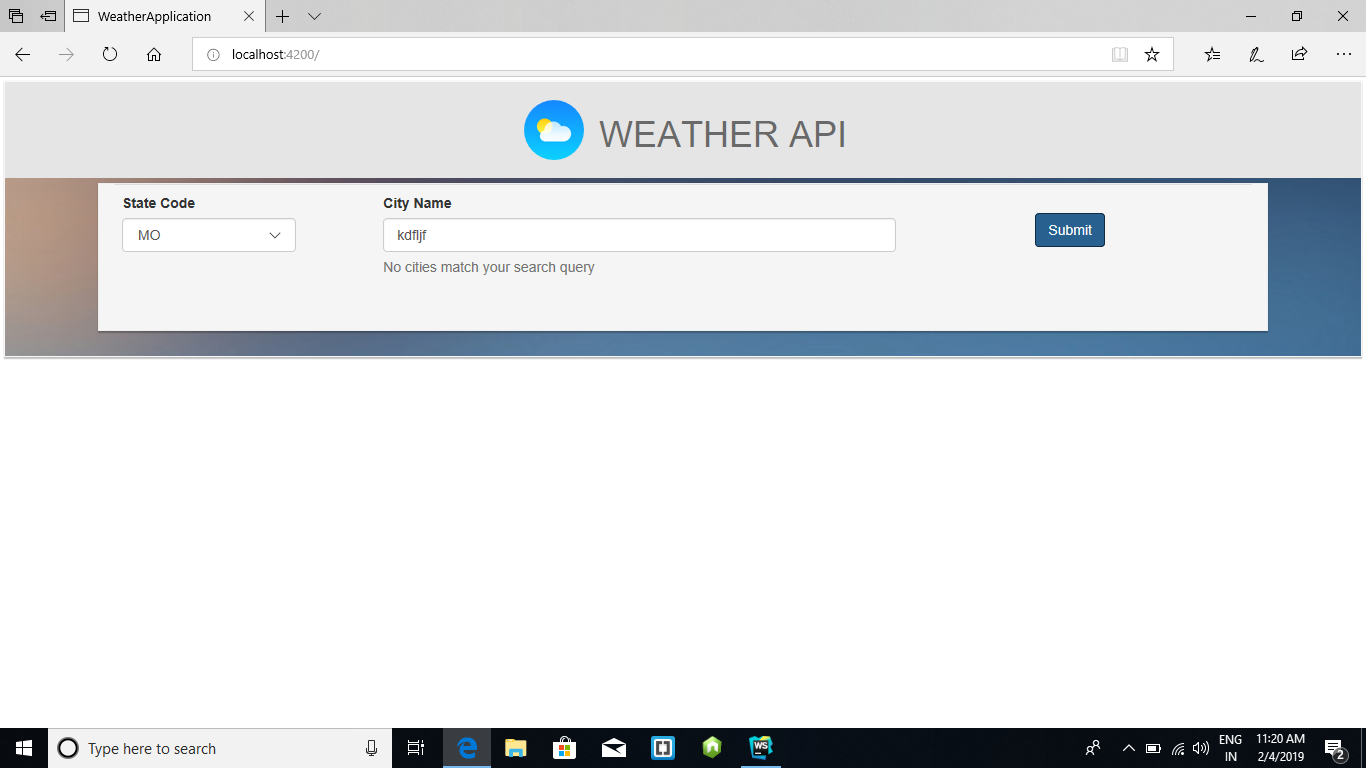 WeatherApplication
localhost:4200/
WEATHER API
State Code
City Name
MO
kdfljf
Submit
No cities match your search query
Type here to search
WS
ENG
IN
11:20 AM
2/4/2019
2